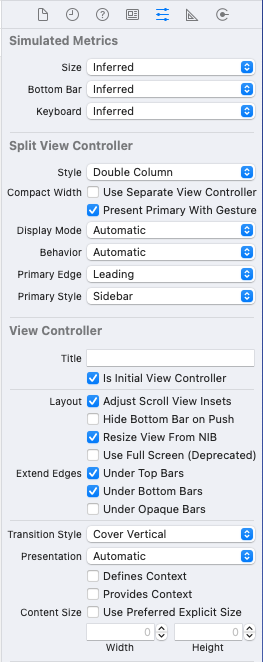 Simulated Metrics
Size Inferred
Bottom Bar Inferred
Keyboard Inferred
Split View Controller
Style Double Column
Compact Width Use Separate View Controller
Present Primary With Gesture
Display Mode Automatic
Behavior Automatic
Primary Edge Leading
Primary Style Sidebar
View Controller
Title
Is Initial View Controller
Layout Adjust Scroll View Insets
Hide Bottom Bar on Push
Resize View From NIB
Use Full Screen (Deprecated)
Extend Edges Under Top Bars
Under Bottom Bars
Under Opaque Bars
Transition Style Cover Vertical
Presentation Automatic
Defines Context
Provides Context
Content Size Use Preferred Explicit Size
0 0
Width Height